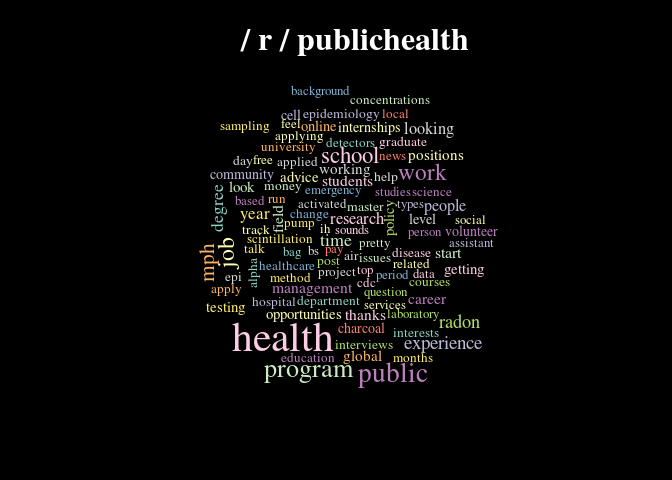 / r / publichealth
background
concentrations
cell epidemiology local
sampling feel online internships looking
applying
university detectors graduate
school news positions
day free applied working
community advice students help work
degree look money emergency studies science
based run activated master types people
year change research policy level social
track field pump ih sounds person volunteer
scintillation time pretty assistant
mph job talk bag bs pay air issues disease start
alpha healthcare post related
epi project top period data getting
method cdc courses
apply management question
hospital department services career
testing opportunities thanks laboratory
radon
health charcoal interests
interviews experience
education global months
program public